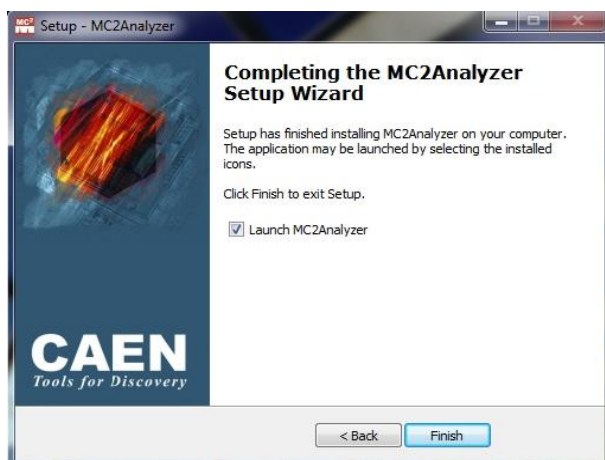 MC²
Setup - MC2Analyzer
Completing the MC2Analyzer
Setup Wizard
Setup has finished installing MC2Analyzer on your computer.
The application may be launched by selecting the installed
icons.
Click Finish to exit Setup.
Launch MC2Analyzer
CAEN
Tools for Discovery
< Back
Finish